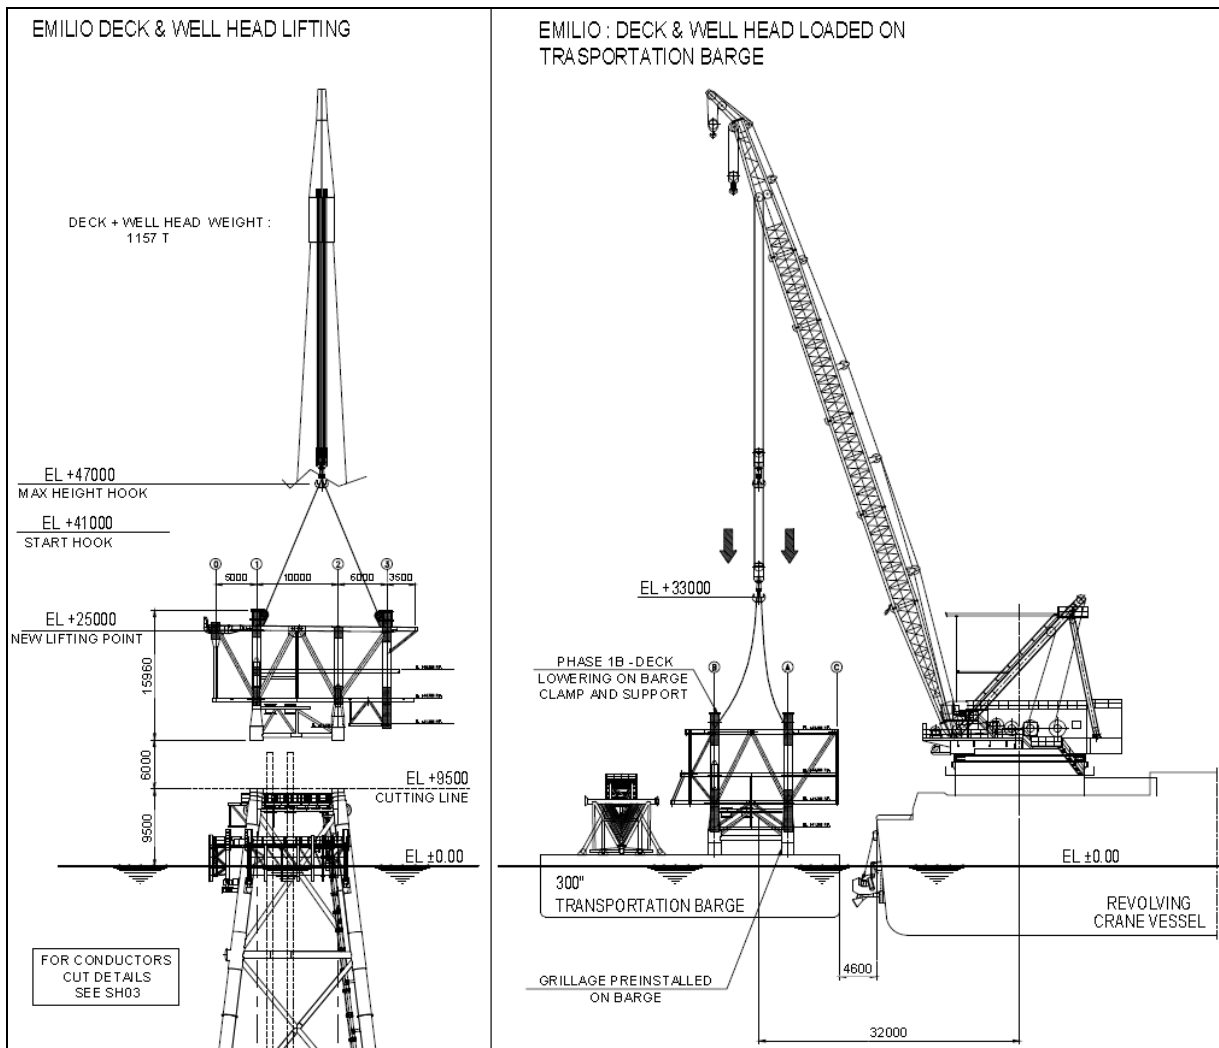 EMILIO DECK & WELL HEAD LIFTING
DECK + WELL HEAD WEIGHT :
1157 T
EL +47000
MAX HEIGHT HOOK
EL +41000
START HOOK
0
1
2
3
5000
10000
6000
3500
EL +25000
NEW LIFTING POINT
15960
6000
EL +9500
CUTTING LINE
9500
EL ±0.00
FOR CONDUCTORS
CUT DETAILS
SEE SH03
EMILIO : DECK & WELL HEAD LOADED ON
TRASPORTATION BARGE
EL +33000
PHASE 1B - DECK
LOWERING ON BARGE
CLAMP AND SUPPORT
B
A
C
EL ±0.00
300"
TRANSPORTATION BARGE
REVOLVING
CRANE VESSEL
4600
GRILLAGE PREINSTALLED
ON BARGE
32000